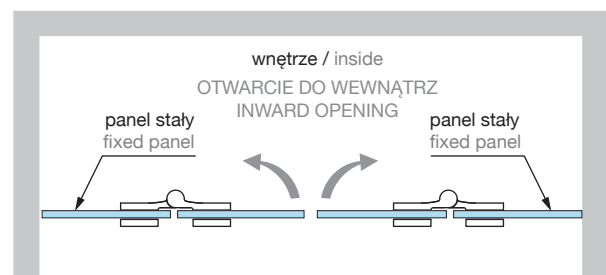 wnętrze / inside
OTWARCIE DO WEWNĄTRZ
INWARD OPENING
panel stały
fixed panel
panel stały
fixed panel